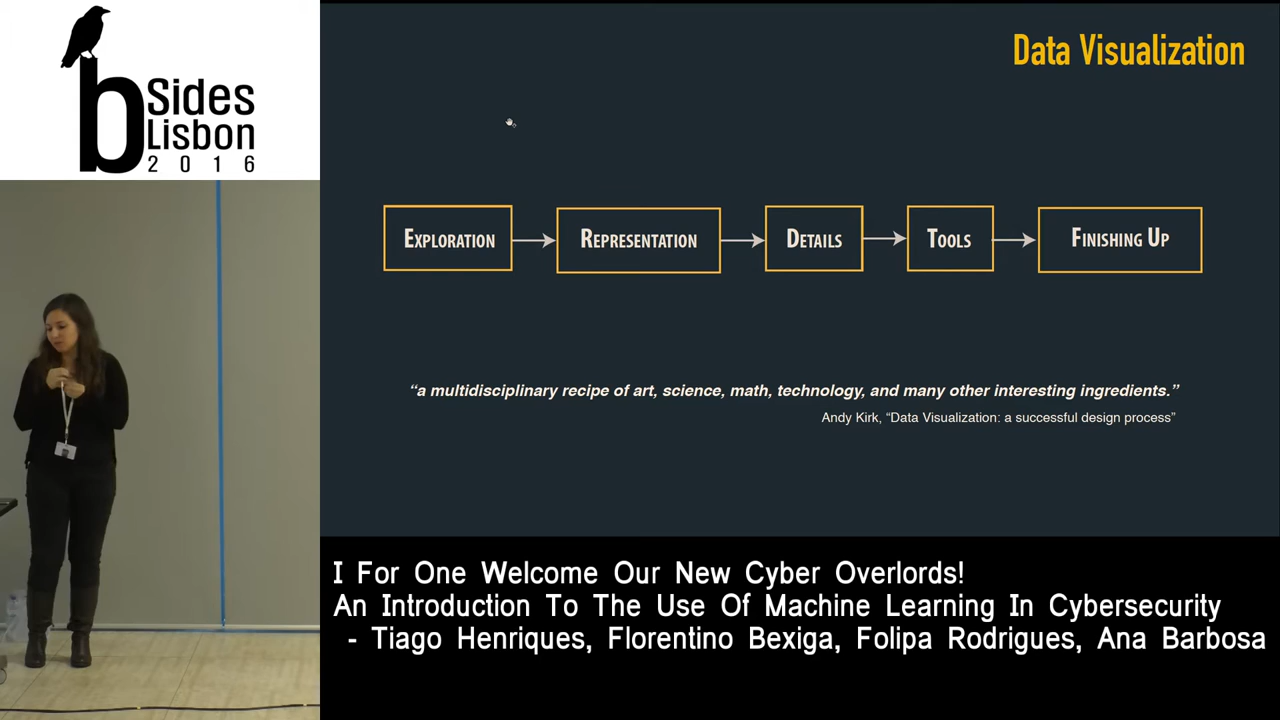 b Sides
Lisbon
2016
Data Visualization
EXPLORATION
REPRESENTATION
DETAILS
TOOLS
FINISHING UP
“a multidisciplinary recipe of art, science, math, technology, and many other interesting ingredients.”
Andy Kirk, “Data Visualization: a successful design process”
I For One Welcome Our New Cyber Overlords!
An Introduction To The Use Of Machine Learning In Cybersecurity
- Tiago Henriques, Florentino Bexiga, Folipa Rodrigues, Ana Barbosa